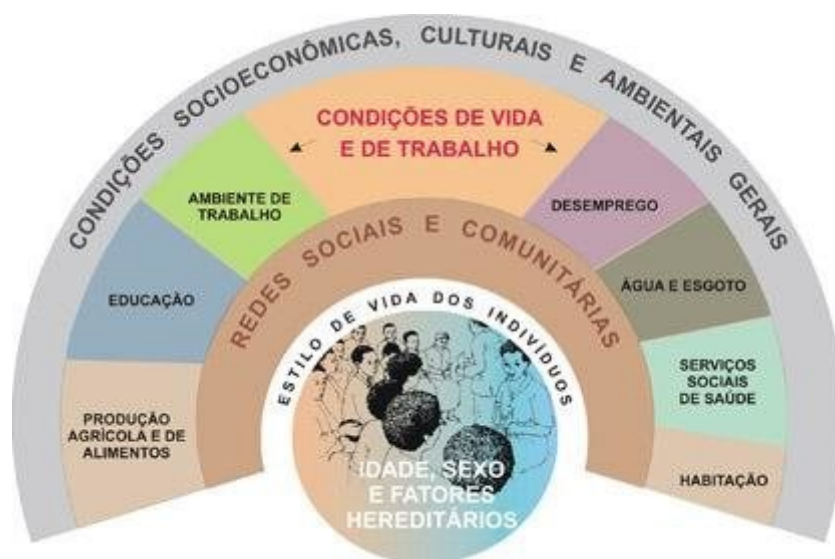 CONDIÇÕES SOCIOECONÔMICAS, CULTURAIS E AMBIENTAIS GERAIS
CONDIÇÕES DE VIDA
E DE TRABALHO
AMBIENTE DE
TRABALHO
DESEMPREGO
REDES SOCIAIS E COMUNITÁRIAS
EDUCAÇÃO
ÁGUA E ESGOTO
ESTILO DE VIDA DOS INDIVÍDUOS
PRODUÇÃO
AGRÍCOLA E DE
ALIMENTOS
SERVIÇOS
SOCIAIS
DE SAÚDE
HABITAÇÃO
IDADE, SEXO
E FATORES
HEREDITÁRIOS